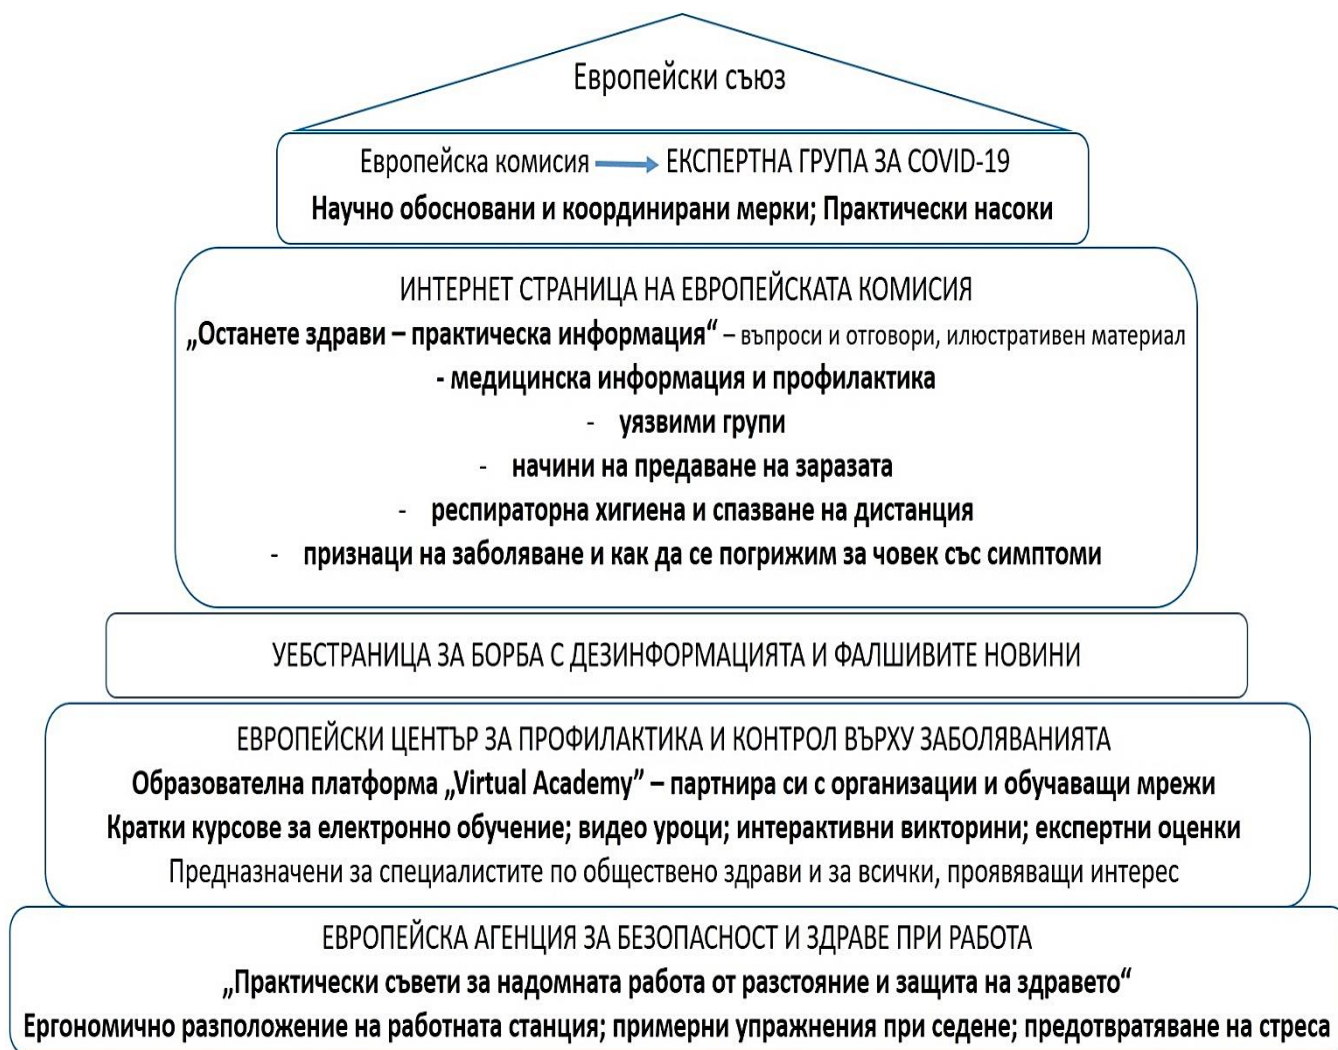 Европейски съюз
Европейска комисия ЕКСПЕРТНА ГРУПА ЗА COVID-19
Научно обосновани и координирани мерки; Практически насоки
ИНТЕРНЕТ СТРАНИЦА НА ЕВРОПЕЙСКАТА КОМИСИЯ
„Останете здрави – практическа информация“ – въпроси и отговори, илюстративен материал
- медицинска информация и профилактика
- уязвими групи
- начини на предаване на заразата
- респираторна хигиена и спазване на дистанция
- признаци на заболяване и как да се погрижим за човек със симптоми
УЕБСТРАНИЦА ЗА БОРБА С ДЕЗИНФОРМАЦИЯТА И ФАЛШИВИТЕ НОВИНИ
ЕВРОПЕЙСКИ ЦЕНТЪР ЗА ПРОФИЛАКТИКА И КОНТРОЛ ВЪРХУ ЗАБОЛЯВАНИЯТА
Образователна платформа „Virtual Academy” – партнира си с организации и обучаващи мрежи
Кратки курсове за електронно обучение; видео уроци; интерактивни викторини; експертни оценки
Предназначени за специалистите по обществено здрави и за всички, проявяващи интерес
ЕВРОПЕЙСКА АГЕНЦИЯ ЗА БЕЗОПАСНОСТ И ЗДРАВЕ ПРИ РАБОТА
„Практически съвети за надомната работа от разстояние и защита на здравето“
Ергономично разположение на работната станция; примерни упражнения при седене; предотвратяване на стреса